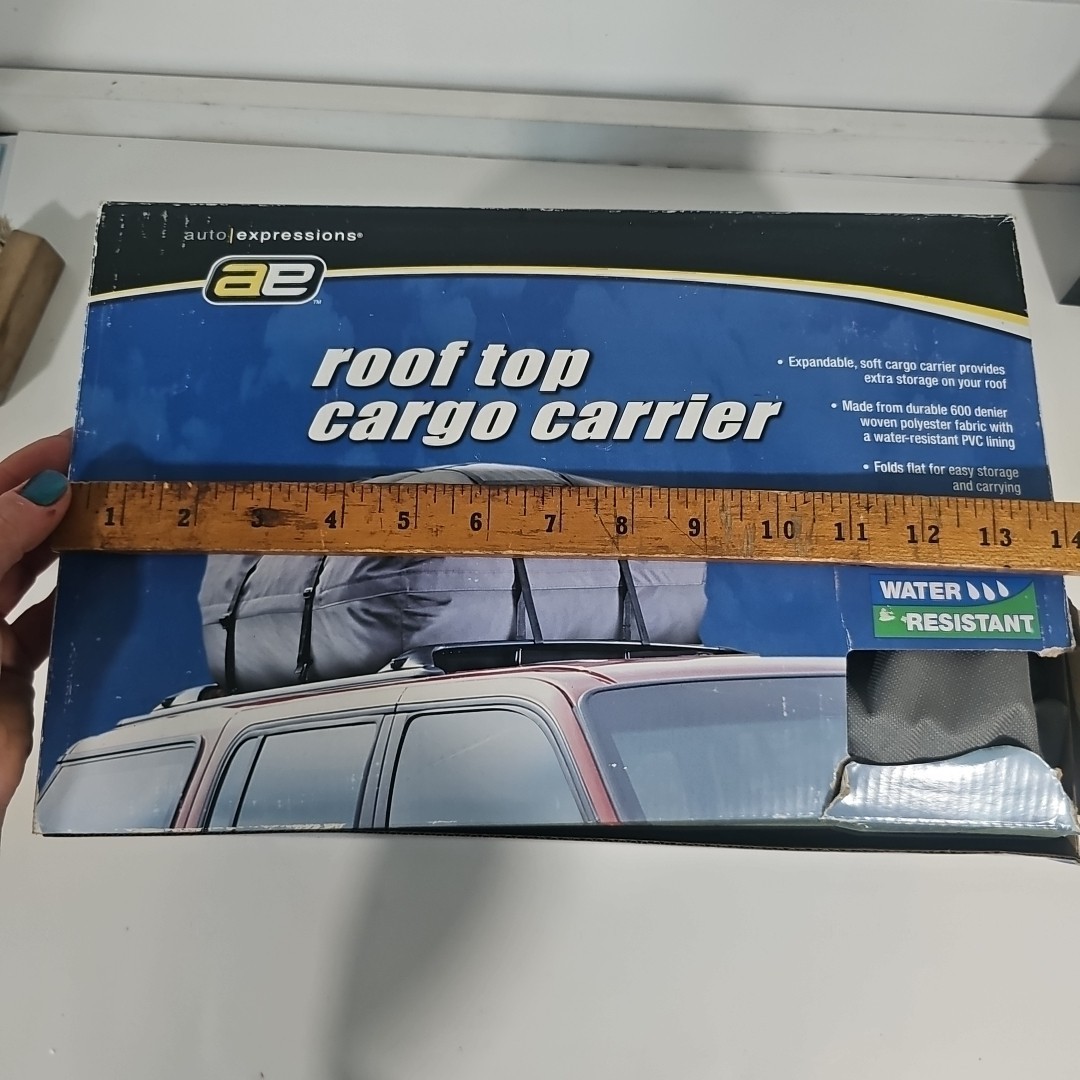 auto|expressions®
ae™
roof top
cargo carrier
• Expandable, soft cargo carrier provides
extra storage on your roof
• Made from durable 600 denier
woven polyester fabric with
a water-resistant PVC lining
• Folds flat for easy storage
and carrying
1 2 3 4 5 6 7 8 9 10 11 12 13 14
WATER
RESISTANT